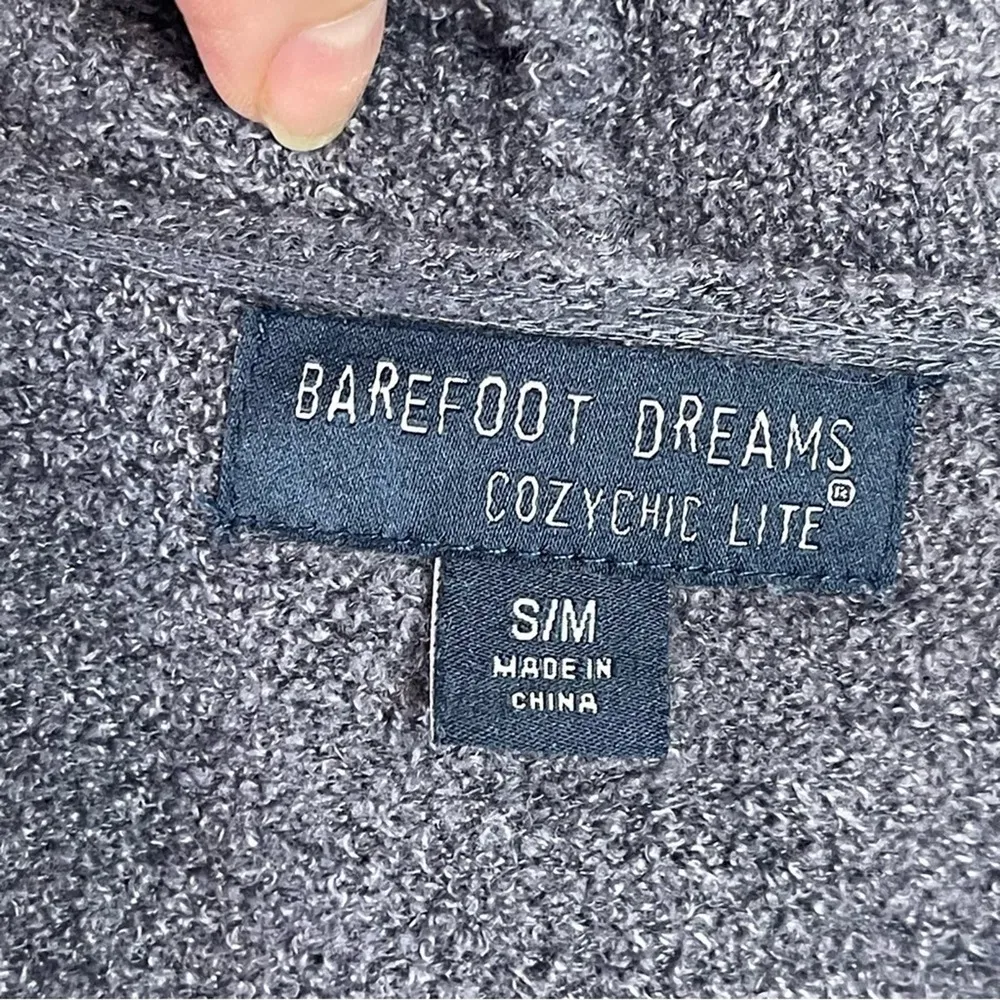 BAREFOOT DREAMS
COZYCHIC LITE®
S/M
MADE IN
CHINA